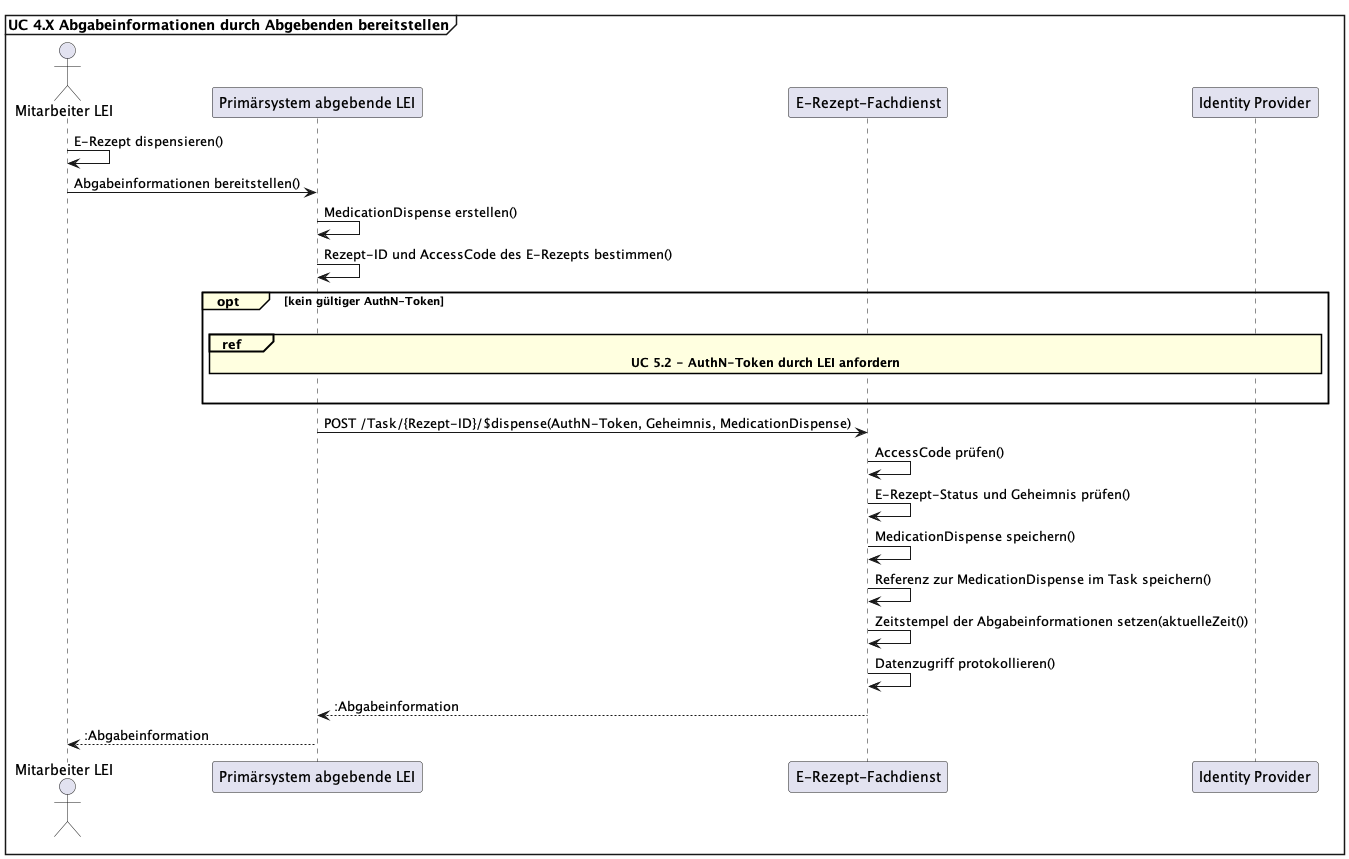 UC 4.X Abgabeinformationen durch Abgebenden bereitstellen
Mitarbeiter LEI
Primärsystem abgebende LEI
E-Rezept-Fachdienst
Identity Provider
E-Rezept dispensieren()
Abgabeinformationen bereitstellen()
MedicationDispense erstellen()
Rezept-ID und AccessCode des E-Rezepts bestimmen()
opt
[kein gültiger AuthN-Token]
ref
UC 5.2 - AuthN-Token durch LEI anfordern
POST /Task/{Rezept-ID}/$dispense(AuthN-Token, Geheimnis, MedicationDispense)
AccessCode prüfen()
E-Rezept-Status und Geheimnis prüfen()
MedicationDispense speichern()
Referenz zur MedicationDispense im Task speichern()
Zeitstempel der Abgabeinformationen setzen(aktuelleZeit())
Datenzugriff protokollieren()
:Abgabeinformation
:Abgabeinformation
Mitarbeiter LEI
Primärsystem abgebende LEI
E-Rezept-Fachdienst
Identity Provider